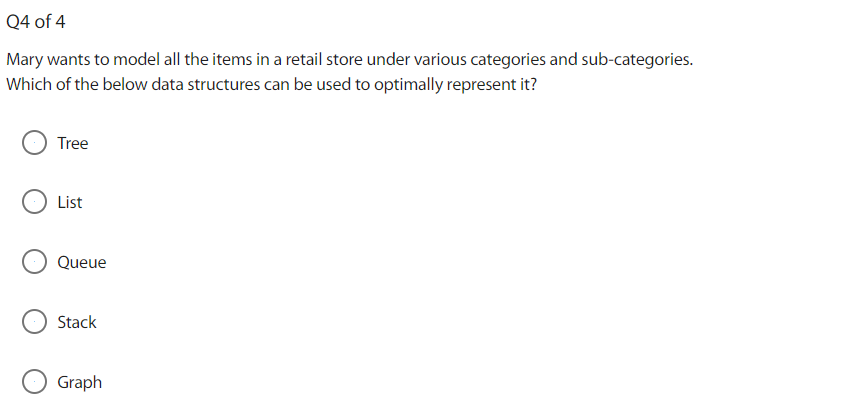 Q4 of 4
Mary wants to model all the items in a retail store under various categories and sub-categories.
Which of the below data structures can be used to optimally represent it?
Tree
List
Queue
Stack
Graph